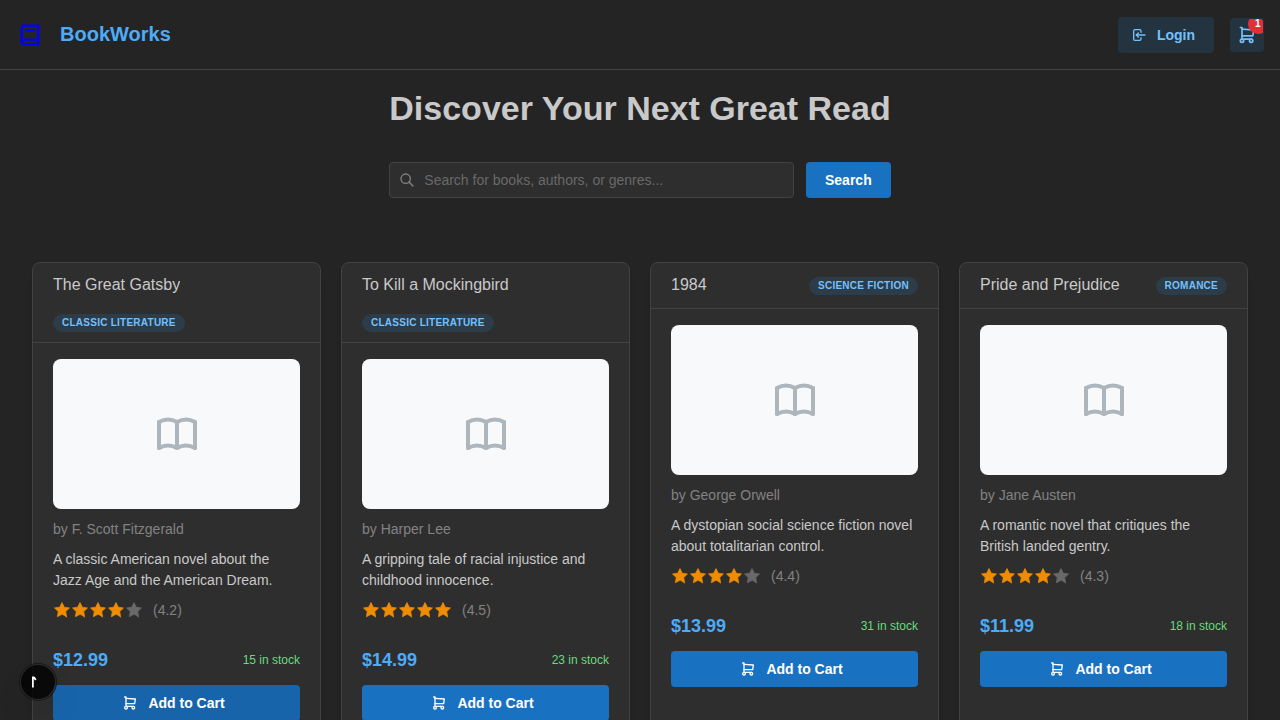 BookWorks
Login
1
Discover Your Next Great Read
Search for books, authors, or genres...
Search
The Great Gatsby
CLASSIC LITERATURE
by F. Scott Fitzgerald
A classic American novel about the
Jazz Age and the American Dream.
(4.2)
$12.99
15 in stock
Add to Cart
To Kill a Mockingbird
CLASSIC LITERATURE
by Harper Lee
A gripping tale of racial injustice and
childhood innocence.
(4.5)
$14.99
23 in stock
Add to Cart
1984
SCIENCE FICTION
by George Orwell
A dystopian social science fiction novel
about totalitarian control.
(4.4)
$13.99
31 in stock
Add to Cart
Pride and Prejudice
ROMANCE
by Jane Austen
A romantic novel that critiques the
British landed gentry.
(4.3)
$11.99
18 in stock
Add to Cart